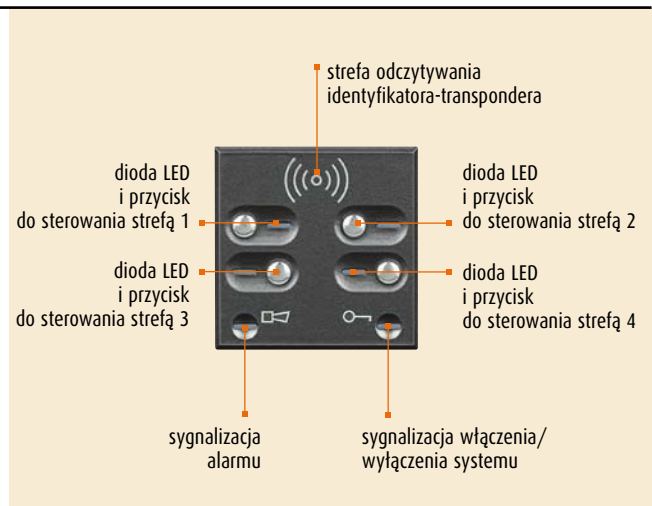 strefa odczytywania
identyfikatora-transpondera
dioda LED
i przycisk
do sterowania strefą 1
dioda LED
i przycisk
do sterowania strefą 2
dioda LED
i przycisk
do sterowania strefą 3
dioda LED
i przycisk
do sterowania strefą 4
sygnalizacja
alarmu
sygnalizacja włączenia/
wyłączenia systemu